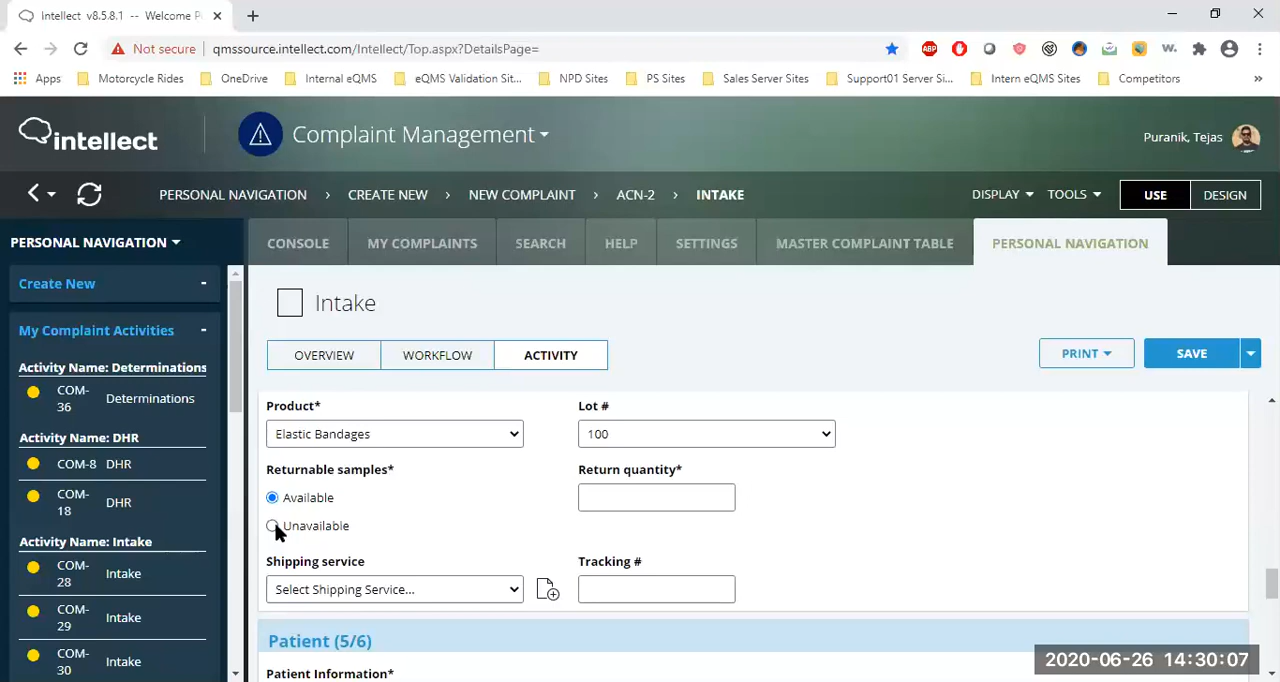 Intellect v8.5.8.1 -- Welcome P
Not secure qmssource.intellect.com/Intellect/Top.aspx?DetailsPage=
ABP W.
Apps Motorcycle Rides OneDrive Internal eQMS eQMS Validation Sit... NPD Sites PS Sites Sales Server Sites Support01 Server Si... Intern eQMS Sites Competitors »
intellect Complaint Management Puranik, Tejas
PERSONAL NAVIGATION › CREATE NEW › NEW COMPLAINT › ACN-2 › INTAKE DISPLAY TOOLS USE DESIGN
PERSONAL NAVIGATION CONSOLE MY COMPLAINTS SEARCH HELP SETTINGS MASTER COMPLAINT TABLE PERSONAL NAVIGATION
Create New -
My Complaint Activities -
Activity Name: Determinations
COM-
36 Determinations
Activity Name: DHR
COM-8 DHR
COM-
18 DHR
Activity Name: Intake
COM-
28 Intake
COM-
29 Intake
COM-
30 Intake
Intake
OVERVIEW WORKFLOW ACTIVITY PRINT SAVE
Product* Lot #
Elastic Bandages 100
Returnable samples* Return quantity*
Available
Unavailable
Shipping service Tracking #
Select Shipping Service...
Patient (5/6)
Patient Information*
2020-06-26 14:30:07